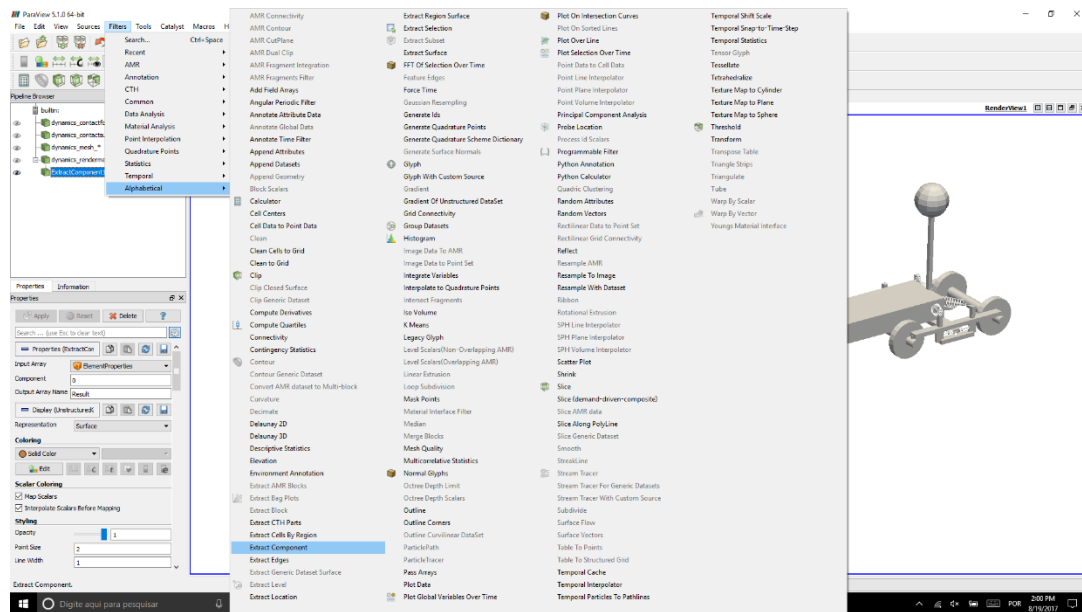 ParaView 5.1.0 64-bit
File Edit View Sources Filters Tools Catalyst Macros H
Search... Ctrl+Space
Recent
AMR
Annotation
CTH
Common
Data Analysis
Material Analysis
Point Interpolation
Quadrature Points
Statistics
Temporal
Alphabetical
Pipeline Browser
builtin:
dynamics_contactfo
dynamics_contacts.
dynamics_mesh_*
dynamics_renderma
ExtractComponent
AMR Connectivity
AMR Contour
AMR CutPlane
AMR Dual Clip
AMR Fragment Integration
AMR Fragments Filter
Add Field Arrays
Angular Periodic Filter
Annotate Attribute Data
Annotate Global Data
Annotate Time Filter
Append Attributes
Append Datasets
Append Geometry
Block Scalars
Calculator
Cell Centers
Cell Data to Point Data
Clean
Clean Cells to Grid
Clean to Grid
Clip
Clip Closed Surface
Clip Generic Dataset
Compute Derivatives
Compute Quartiles
Connectivity
Contingency Statistics
Contour
Contour Generic Dataset
Convert AMR dataset to Multi-block
Curvature
Decimate
Delaunay 2D
Delaunay 3D
Descriptive Statistics
Elevation
Environment Annotation
Extract AMR Blocks
Extract Bag Plots
Extract Block
Extract CTH Parts
Extract Cells By Region
Extract Component
Extract Edges
Extract Generic Dataset Surface
Extract Level
Extract Location
Extract Region Surface
Extract Selection
Extract Subset
Extract Surface
FFT Of Selection Over Time
Feature Edges
Force Time
Gaussian Resampling
Generate Ids
Generate Quadrature Points
Generate Quadrature Scheme Dictionary
Generate Surface Normals
Glyph
Glyph With Custom Source
Gradient
Gradient Of Unstructured DataSet
Grid Connectivity
Group Datasets
Histogram
Image Data To AMR
Image Data to Point Set
Integrate Variables
Interpolate to Quadrature Points
Intersect Fragments
Iso Volume
K Means
Legacy Glyph
Level Scalars(Non-Overlapping AMR)
Level Scalars(Overlapping AMR)
Linear Extrusion
Loop Subdivision
Mask Points
Material Interface Filter
Median
Merge Blocks
Mesh Quality
Multicorrelative Statistics
Normal Glyphs
Octree Depth Limit
Octree Depth Scalars
Outline
Outline Corners
Outline Curvilinear DataSet
ParticlePath
ParticleTracer
Pass Arrays
Plot Data
Plot Global Variables Over Time
Plot On Intersection Curves
Plot On Sorted Lines
Plot Over Line
Plot Selection Over Time
Point Data to Cell Data
Point Line Interpolator
Point Plane Interpolator
Point Volume Interpolator
Principal Component Analysis
Probe Location
Process Id Scalars
Programmable Filter
Python Annotation
Python Calculator
Quadric Clustering
Random Attributes
Random Vectors
Rectilinear Data to Point Set
Rectilinear Grid Connectivity
Reflect
Resample AMR
Resample To Image
Resample With Dataset
Ribbon
Rotational Extrusion
SPH Line Interpolator
SPH Plane Interpolator
SPH Volume Interpolator
Scatter Plot
Shrink
Slice
Slice (demand-driven-composite)
Slice AMR data
Slice Along PolyLine
Slice Generic Dataset
Smooth
StreakLine
Stream Tracer
Stream Tracer For Generic Datasets
Stream Tracer With Custom Source
Subdivide
Surface Flow
Surface Vectors
Table To Points
Table To Structured Grid
Temporal Cache
Temporal Interpolator
Temporal Particles To Pathlines
Temporal Shift Scale
Temporal Snap-to-Time-Step
Temporal Statistics
Tensor Glyph
Tessellate
Tetrahedralize
Texture Map to Cylinder
Texture Map to Plane
Texture Map to Sphere
Threshold
Transform
Transpose Table
Triangle Strips
Triangulate
Tube
Warp By Scalar
Warp By Vector
Youngs Material Interface
RenderView1
Properties Information
Properties
Apply Reset Delete ?
Search ... (use Esc to clear text)
Properties (ExtractCon
Input Array ElementProperties
Component 0
Output Array Name Result
Display (UnstructuredG
Representation Surface
Coloring
Solid Color
Edit
Scalar Coloring
Map Scalars
Interpolate Scalars Before Mapping
Styling
Opacity 1
Point Size 2
Line Width 1
Extract Component.
Digite aqui para pesquisar
POR
2:00 PM
8/19/2017